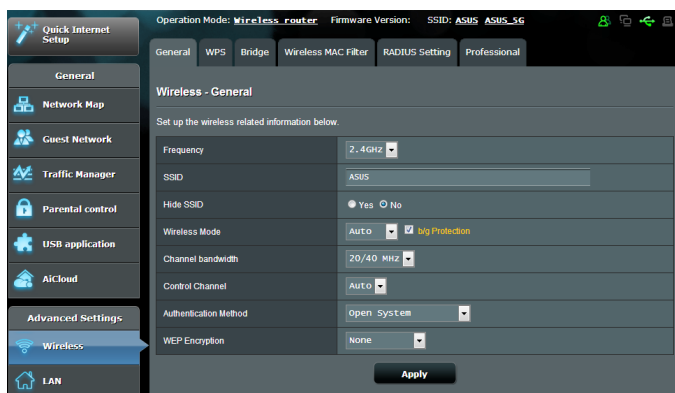 Quick Internet
Setup
General
Network Map
Guest Network
Traffic Manager
Parental control
USB application
AiCloud
Advanced Settings
Wireless
LAN
Operation Mode: Wireless router Firmware Version: SSID: ASUS ASUS_5G
General WPS Bridge Wireless MAC Filter RADIUS Setting Professional
Wireless - General
Set up the wireless related information below.
Frequency 2.4GHz
SSID ASUS
Hide SSID Yes No
Wireless Mode Auto b/g Protection
Channel bandwidth 20/40 MHz
Control Channel Auto
Authentication Method Open System
WEP Encryption None
Apply